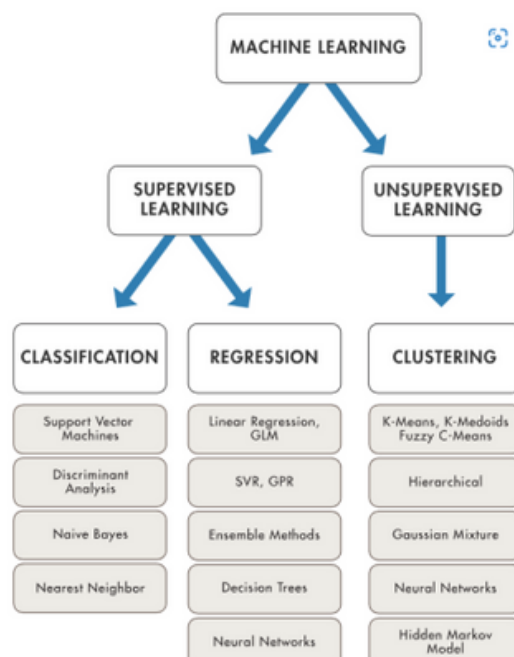 MACHINE LEARNING
SUPERVISED
LEARNING
UNSUPERVISED
LEARNING
CLASSIFICATION
REGRESSION
CLUSTERING
Support Vector
Machines
Discriminant
Analysis
Naive Bayes
Nearest Neighbor
Linear Regression,
GLM
SVR, GPR
Ensemble Methods
Decision Trees
Neural Networks
K-Means, K-Medoids
Fuzzy C-Means
Hierarchical
Gaussian Mixture
Neural Networks
Hidden Markov
Model